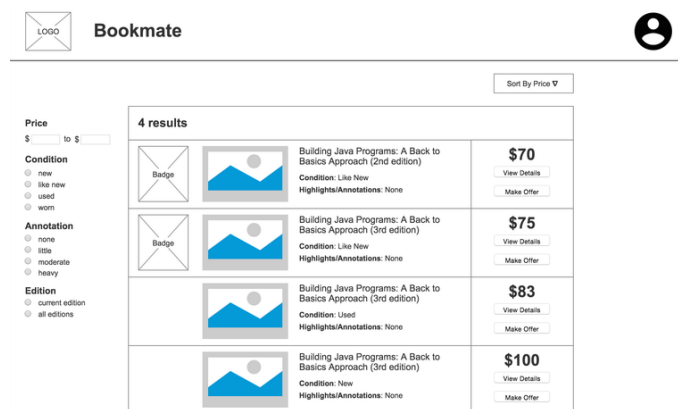 LOGO
Bookmate
Sort By Price ∇
Price
$ to $
Condition
new
like new
used
worn
Annotation
none
little
moderate
heavy
Edition
current edition
all editions
4 results
Badge
Building Java Programs: A Back to
Basics Approach (2nd edition)
Condition: Like New
Highlights/Annotations: None
$70
View Details
Make Offer
Badge
Building Java Programs: A Back to
Basics Approach (3rd edition)
Condition: Like New
Highlights/Annotations: None
$75
View Details
Make Offer
Building Java Programs: A Back to
Basics Approach (3rd edition)
Condition: Used
Highlights/Annotations: None
$83
View Details
Make Offer
Building Java Programs: A Back to
Basics Approach (3rd edition)
Condition: New
Highlights/Annotations: None
$100
View Details
Make Offer